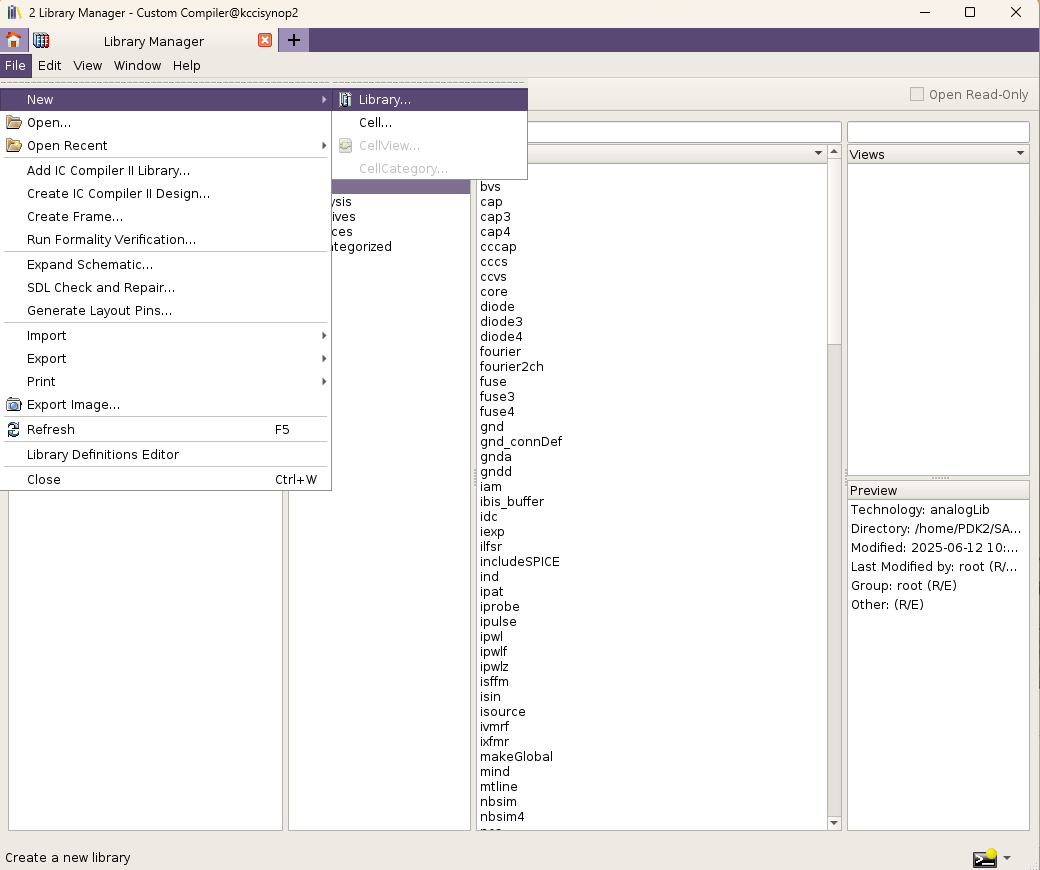 2 Library Manager - Custom Compiler@kccisynop2
Library Manager
File Edit View Window Help
New
Library...
Open Read-Only
Open...
Cell...
Open Recent
CellView...
Views
Add IC Compiler II Library...
CellCategory...
Create IC Compiler II Design...
Create Frame...
Run Formality Verification...
Expand Schematic...
SDL Check and Repair...
Generate Layout Pins...
Import
Export
Print
Export Image...
Refresh F5
Library Definitions Editor
Close Ctrl+W
ysis
ives
ces
tegorized
bvs
cap
cap3
cap4
cccap
cccs
ccvs
core
diode
diode3
diode4
fourier
fourier2ch
fuse
fuse3
fuse4
gnd
gnd_connDef
gnda
gndd
iam
ibis_buffer
idc
iexp
ilfsr
includeSPICE
ind
ipat
iprobe
ipulse
ipwl
ipwlf
ipwlz
isffm
isin
isource
ivmrf
ixfmr
makeGlobal
mind
mtline
nbsim
nbsim4
Preview
Technology: analogLib
Directory: /home/PDK2/SA...
Modified: 2025-06-12 10:...
Last Modified by: root (R/...
Group: root (R/E)
Other: (R/E)
Create a new library